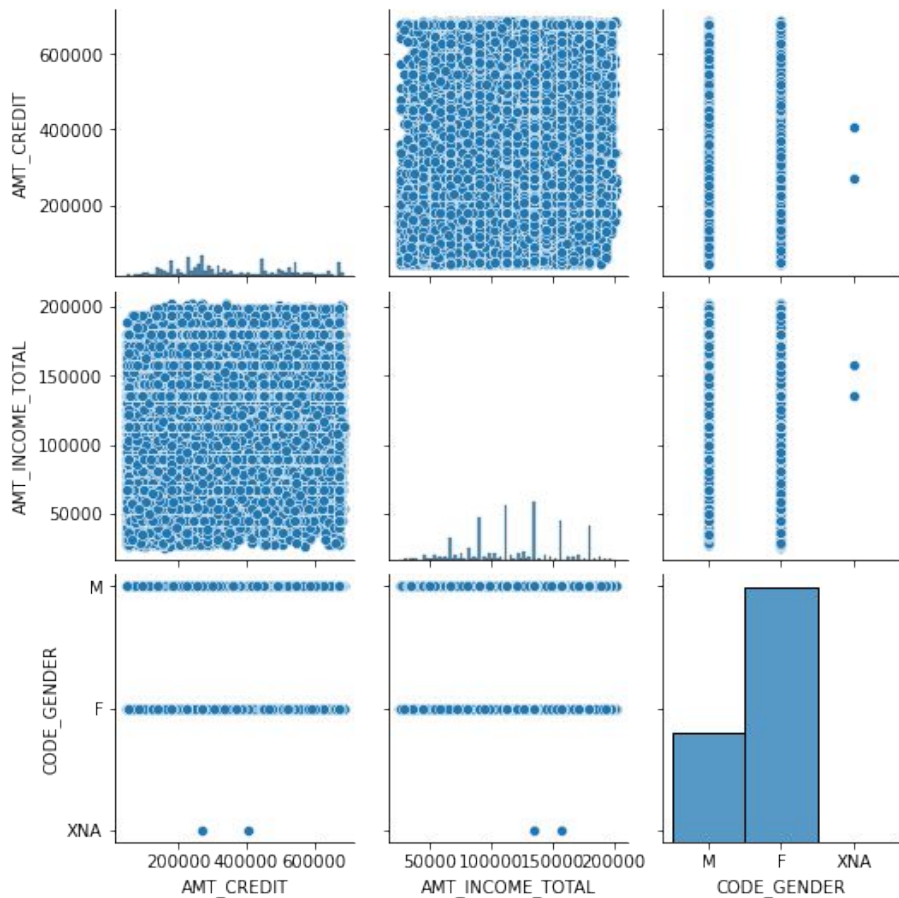 600000
400000
200000
AMT_CREDIT
200000
150000
100000
50000
AMT_INCOME_TOTAL
M
F
XNA
CODE_GENDER
200000 400000 600000
AMT_CREDIT
50000 100000 150000 200000
AMT_INCOME_TOTAL
M F XNA
CODE_GENDER